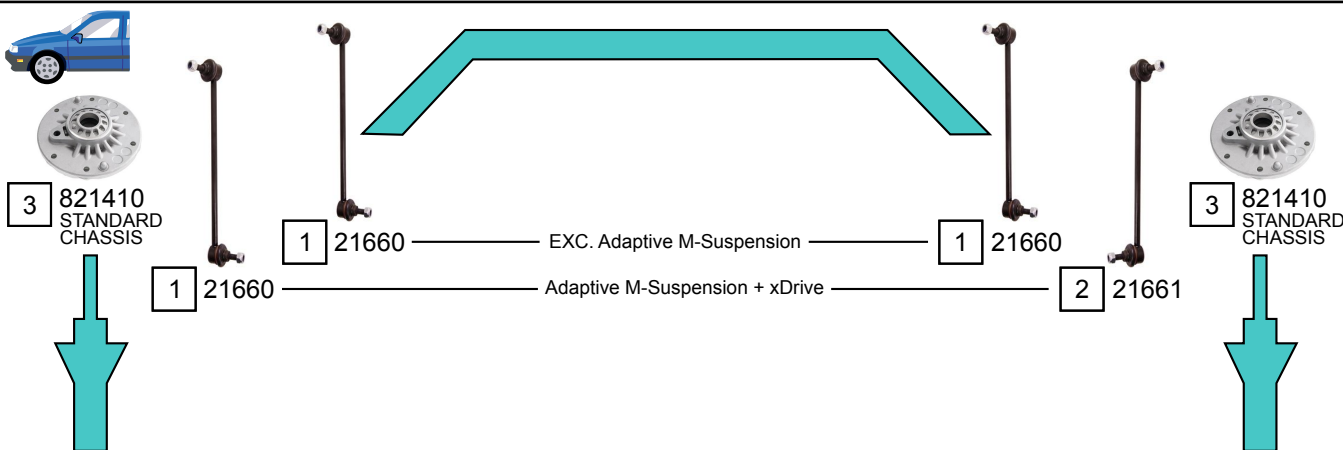 3 821410
STANDARD
CHASSIS
1 21660
EXC. Adaptive M-Suspension
1 21660
3 821410
STANDARD
CHASSIS
1 21660
Adaptive M-Suspension + xDrive
2 21661